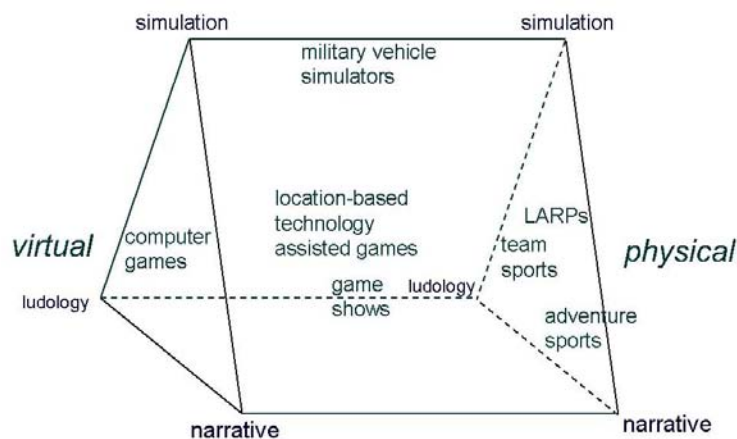 simulation
simulation
military vehicle
simulators
location-based
technology
assisted games
LARPs
virtual
computer
games
team
sports
physical
ludology
game
shows
ludology
adventure
sports
narrative
narrative